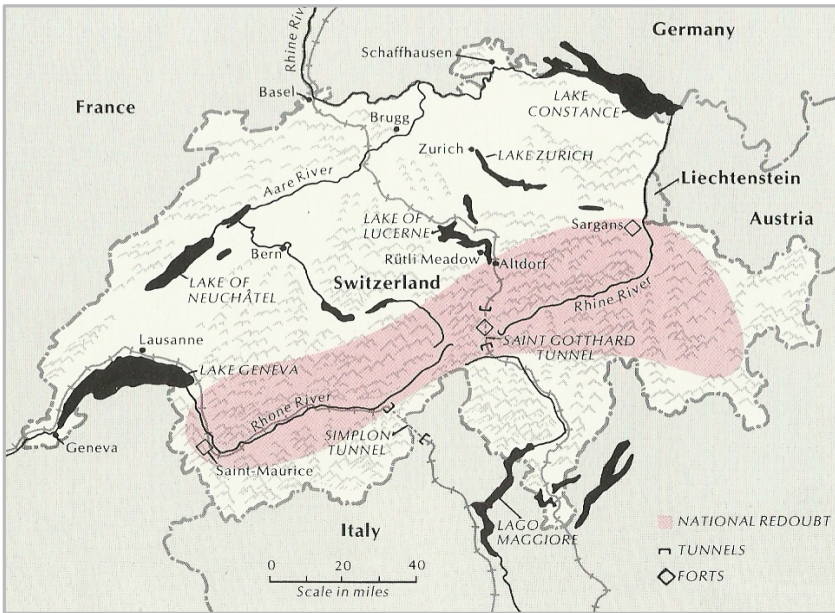 Germany
Rhine Riv
Schaffhausen
France
Basel
LAKE
CONSTANCE
Brugg
Zurich
LAKE ZURICH
Aare River
Liechtenstein
LAKE OF
LUCERNE
Sargans
Austria
Bern
Rütli Meadow
Altdorf
LAKE OF
NEUCHÂTEL
Switzerland
Rhine River
Lausanne
SAINT GOTTHARD
TUNNEL
LAKE GENEVA
Rhone River
Geneva
SIMPLON
TUNNEL
Saint-Maurice
Italy
LAGO
MAGGIORE
NATIONAL REDOUBT
TUNNELS
FORTS
0 20 40
Scale in miles